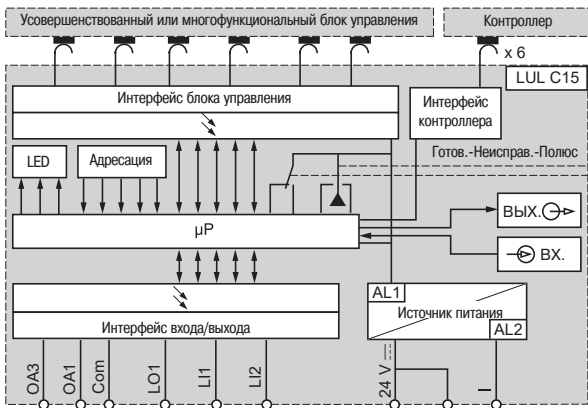 Усовершенствованный или многофункциональный блок управления
Контроллер
x 6
LUL C15
Интерфейс блока управления
Интерфейс
контроллера
LED
Адресация
Готов.-Неисправ.-Полюс
µP
ВЫХ.
ВХ.
AL1
Источник питания
AL2
Интерфейс входа/выхода
OA3
OA1
Com
LO1
LI1
LI2
24 V
I